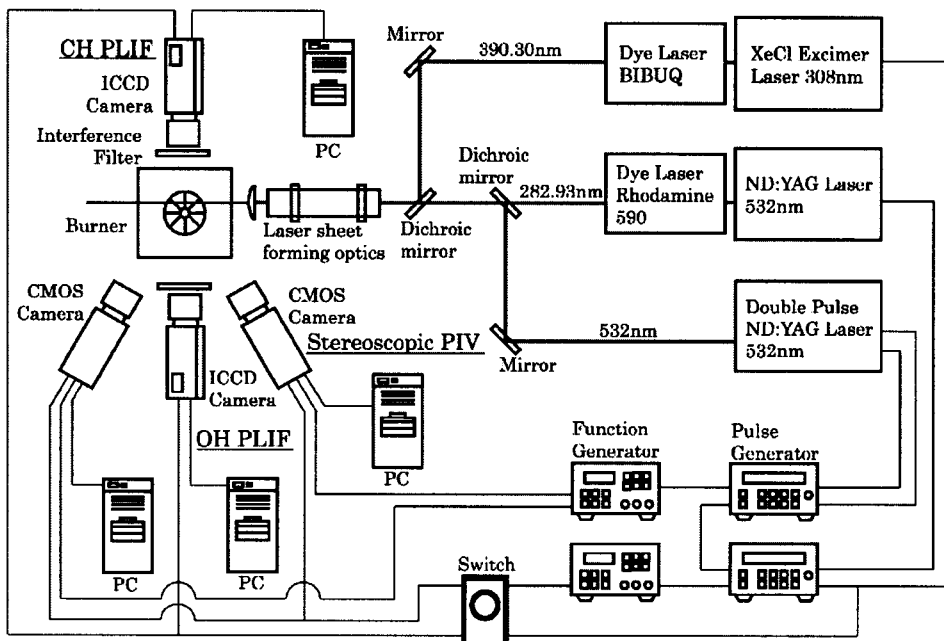 CH PLIF
ICCD
Camera
Interference
Filter
PC
Mirror
390.30nm
Dye Laser
BIBUQ
XeCl Excimer
Laser 308nm
Burner
Laser sheet
forming optics
Dichroic
mirror
Dichroic
mirror
282.93nm
Dye Laser
Rhodamine
590
ND:YAG Laser
532nm
CMOS
Camera
ICCD
Camera
OH PLIF
CMOS
Camera
Stereoscopic PIV
Mirror
532nm
Double Pulse
ND:YAG Laser
532nm
PC
PC
PC
Function
Generator
Pulse
Generator
Switch